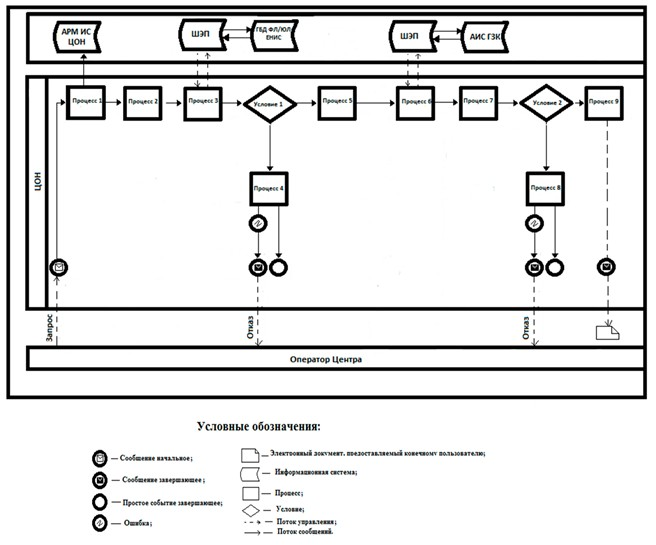 АРМ ИС
ЦОН
ШЭП
ГБД ФЛ/ЮЛ
ЕНИС
ШЭП
АИС ГЗК
ЦОН
Процесс 1
Процесс 2
Процесс 3
Условие 1
Процесс 5
Процесс 6
Процесс 7
Условие 2
Процесс 9
Процесс 4
Процесс 8
Запрос
Отказ
Отказ
Оператор Центра
Условные обозначения:
— Сообщение начальное;
— Сообщение завершающее;
— Простое событие завершающее;
— Ошибка;
— Электронный документ, предоставляемый конечному пользователю;
— Информационная система;
— Процесс;
— Условие;
— Поток управления;
— Поток сообщений.